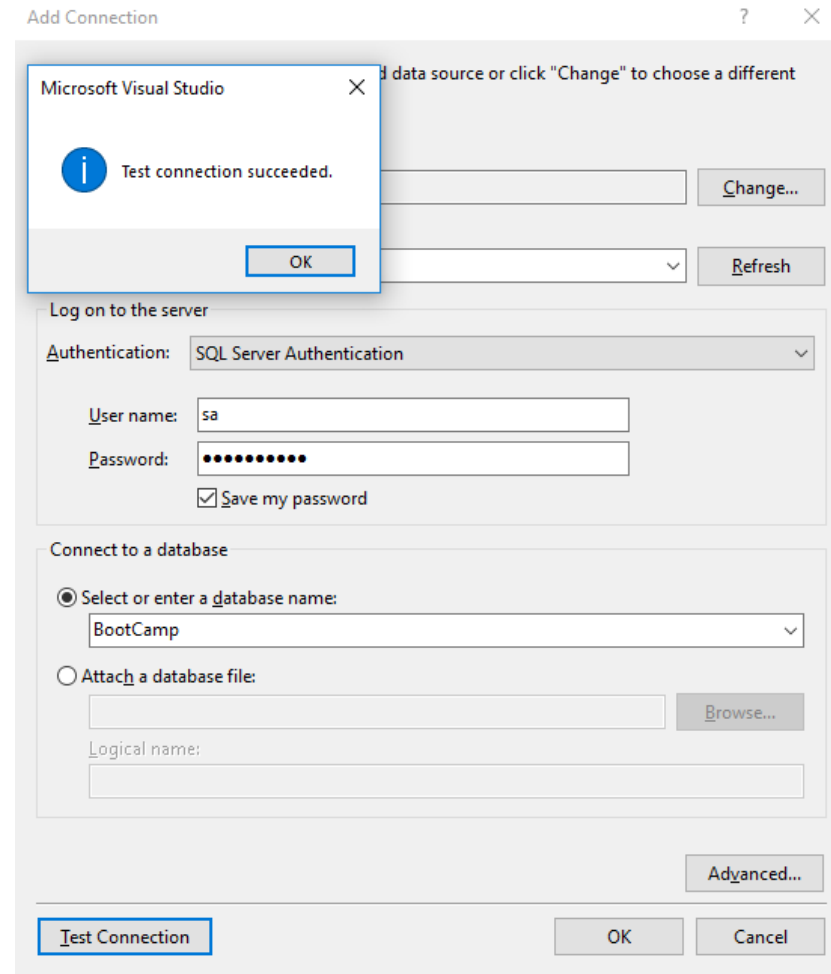 Add Connection
d data source or click "Change" to choose a different
Microsoft Visual Studio
Test connection succeeded.
OK
Change...
Refresh
Log on to the server
Authentication: SQL Server Authentication
User name: sa
Password: ••••••••••
Save my password
Connect to a database
Select or enter a database name:
BootCamp
Attach a database file:
Browse...
Logical name:
Advanced...
Test Connection OK Cancel